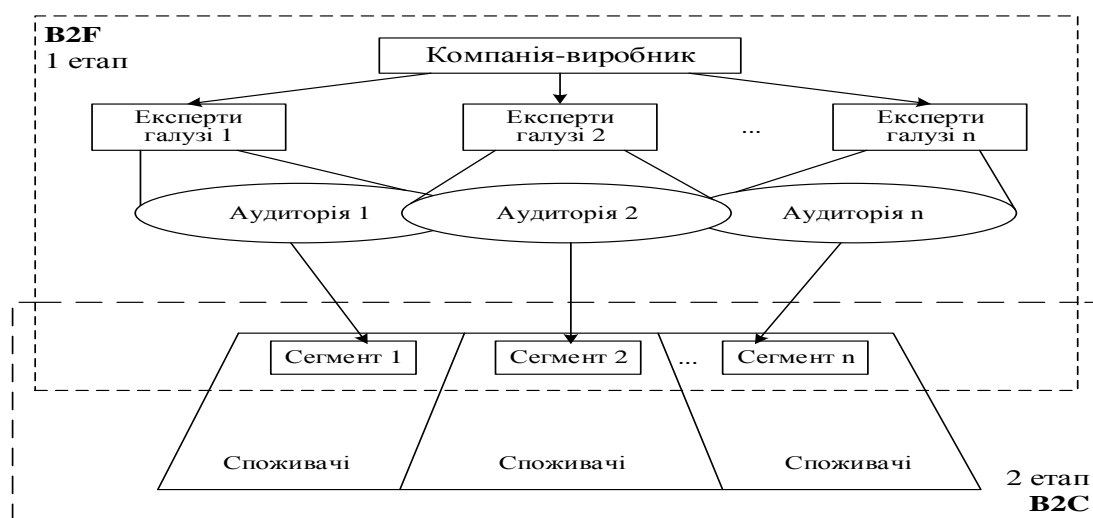 B2F
1 етап
Компанія-виробник
Експерти
галузі 1
Експерти
галузі 2
...
Експерти
галузі n
Аудиторія 1
Аудиторія 2
Аудиторія n
Сегмент 1
Сегмент 2
...
Сегмент n
Споживачі
Споживачі
Споживачі
2 етап
B2C